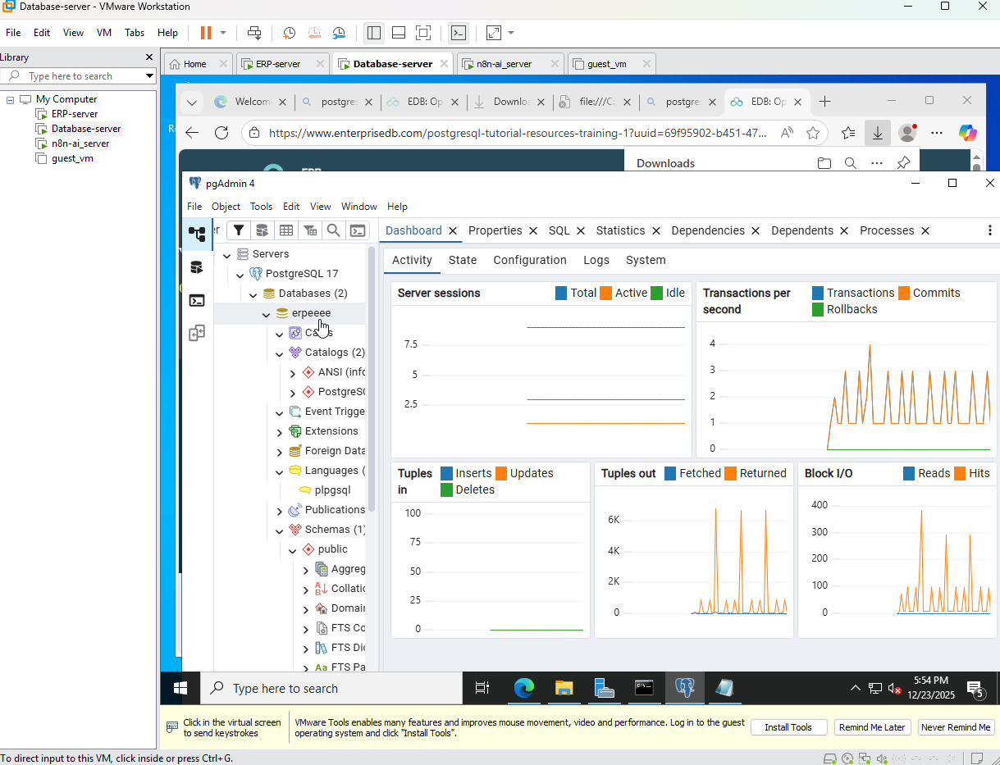 Database-server - VMware Workstation
File Edit View VM Tabs Help
Library
Type here to search
My Computer
ERP-server
Database-server
n8n-ai_server
guest_vm
Home
ERP-server
Database-server
n8n-ai_server
guest_vm
Welcom
postgre
EDB: Op
Downloa
file:///C:
postgre
EDB: Op
https://www.enterprisedb.com/postgresql-tutorial-resources-training-1?uuid=69f95902-b451-47...
Downloads
pgAdmin 4
File Object Tools Edit View Window Help
Dashboard Properties SQL Statistics Dependencies Dependents Processes
Servers
PostgreSQL 17
Databases (2)
erpeeee
Catalogs (2)
ANSI (info
PostgreSQ
Event Trigge
Extensions
Foreign Data
Languages (
plpgsql
Publications
Schemas (1)
public
Aggreg
Collatio
Domain
FTS Co
FTS Dic
FTS Pa
Activity State Configuration Logs System
Server sessions
Total Active Idle
7.5
5
2.5
Transactions per second
Transactions Commits
Rollbacks
4
3
2
1
0
Tuples in
Inserts Updates
Deletes
100
75
50
25
0
Tuples out
Fetched Returned
6K
4K
2K
0
Block I/O
Reads Hits
400
300
200
100
0
Type here to search
5:54 PM
12/23/2025
5
Click in the virtual screen
to send keystrokes
VMware Tools enables many features and improves mouse movement, video and performance. Log in to the guest
operating system and click "Install Tools".
Install Tools
Remind Me Later
Never Remind Me
To direct input to this VM, click inside or press Ctrl+G.